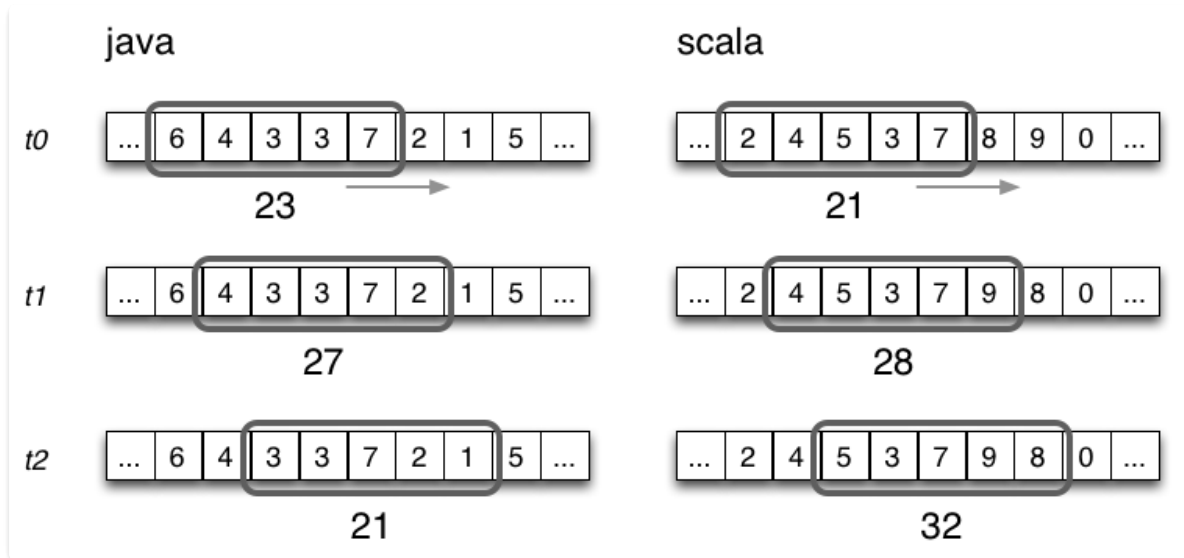 java scala
t0 ... 6 4 3 3 7 2 1 5 ... ... 2 4 5 3 7 8 9 0 ...
23 21
t1 ... 6 4 3 3 7 2 1 5 ... ... 2 4 5 3 7 9 8 0 ...
27 28
t2 ... 6 4 3 3 7 2 1 5 ... ... 2 4 5 3 7 9 8 0 ...
21 32